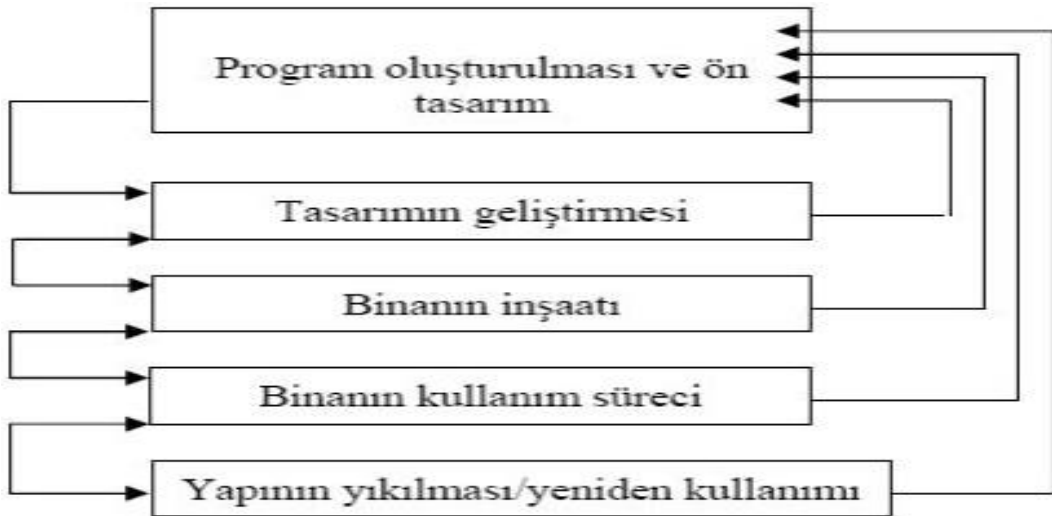 Program oluşturulması ve ön
tasarım
Tasarımın geliştirmesi
Binanın inşaatı
Binanın kullanım süreci
Yapının yıkılması/yeniden kullanımı